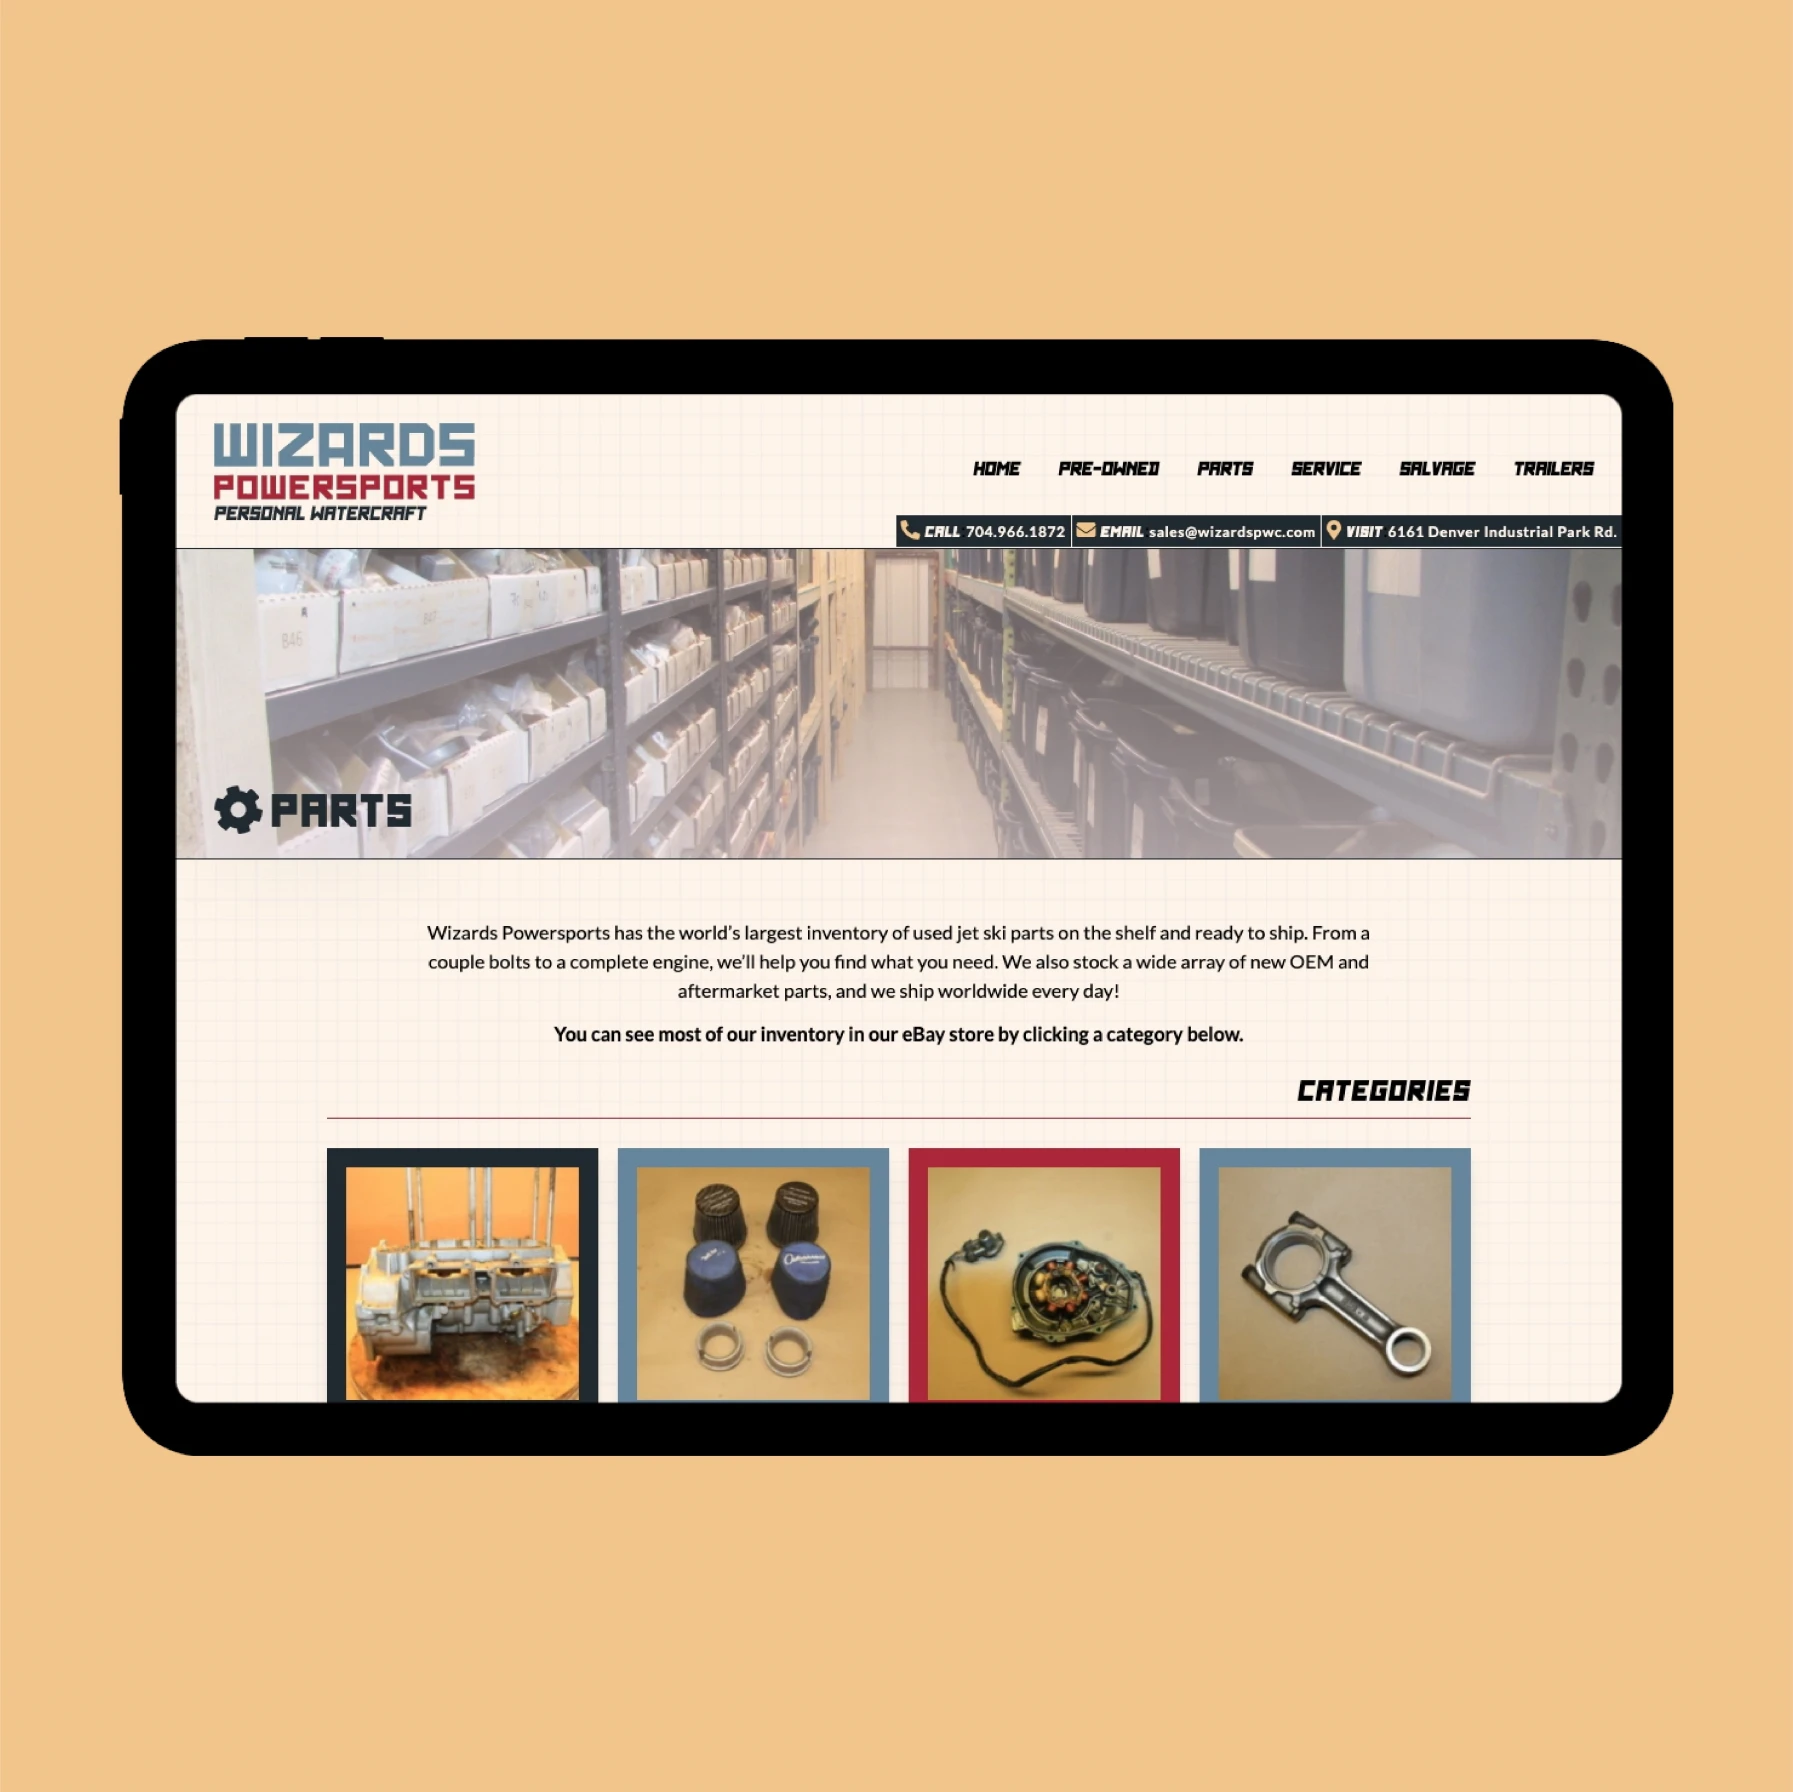 WIZARDS
POWERSPORTS
PERSONAL WATERCRAFT
HOME PRE-OWNED PARTS SERVICE SALVAGE TRAILERS
CALL 704.966.1872 EMAIL sales@wizardspwc.com VISIT 6161 Denver Industrial Park Rd.
B46
PARTS
Wizards Powersports has the world's largest inventory of used jet ski parts on the shelf and ready to ship. From a
couple bolts to a complete engine, we'll help you find what you need. We also stock a wide array of new OEM and
aftermarket parts, and we ship worldwide every day!
You can see most of our inventory in our eBay store by clicking a category below.
CATEGORIES